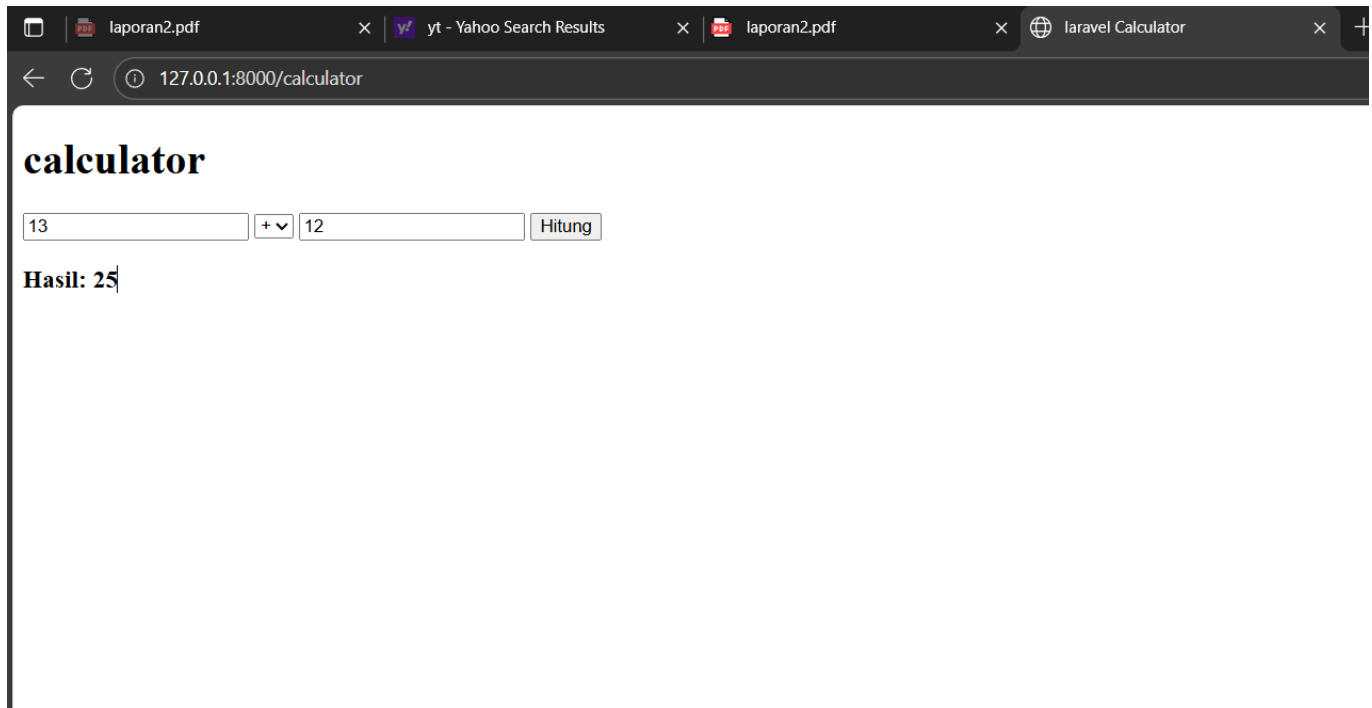 laporan2.pdf yt - Yahoo Search Results laporan2.pdf laravel Calculator
127.0.0.1:8000/calculator
calculator
13 + 12 Hitung
Hasil: 25